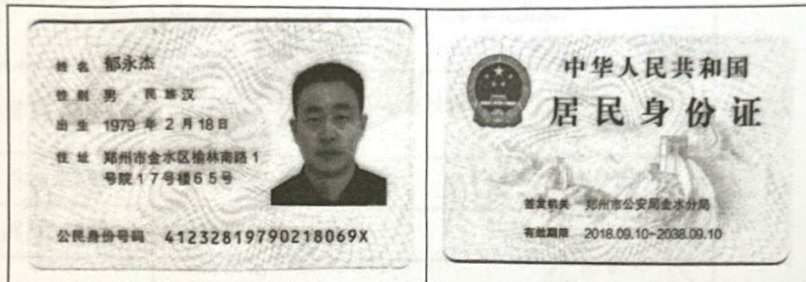 姓名 郁永杰
性别 男 民族 汉
出生 1979 年 2 月 18 日
住址 郑州市金水区榆林南路1
号院17号楼65号
公民身份号码 41232819790218069X
中华人民共和国
居民身份证
签发机关 郑州市公安局金水分局
有效期限 2018.09.10-2038.09.10